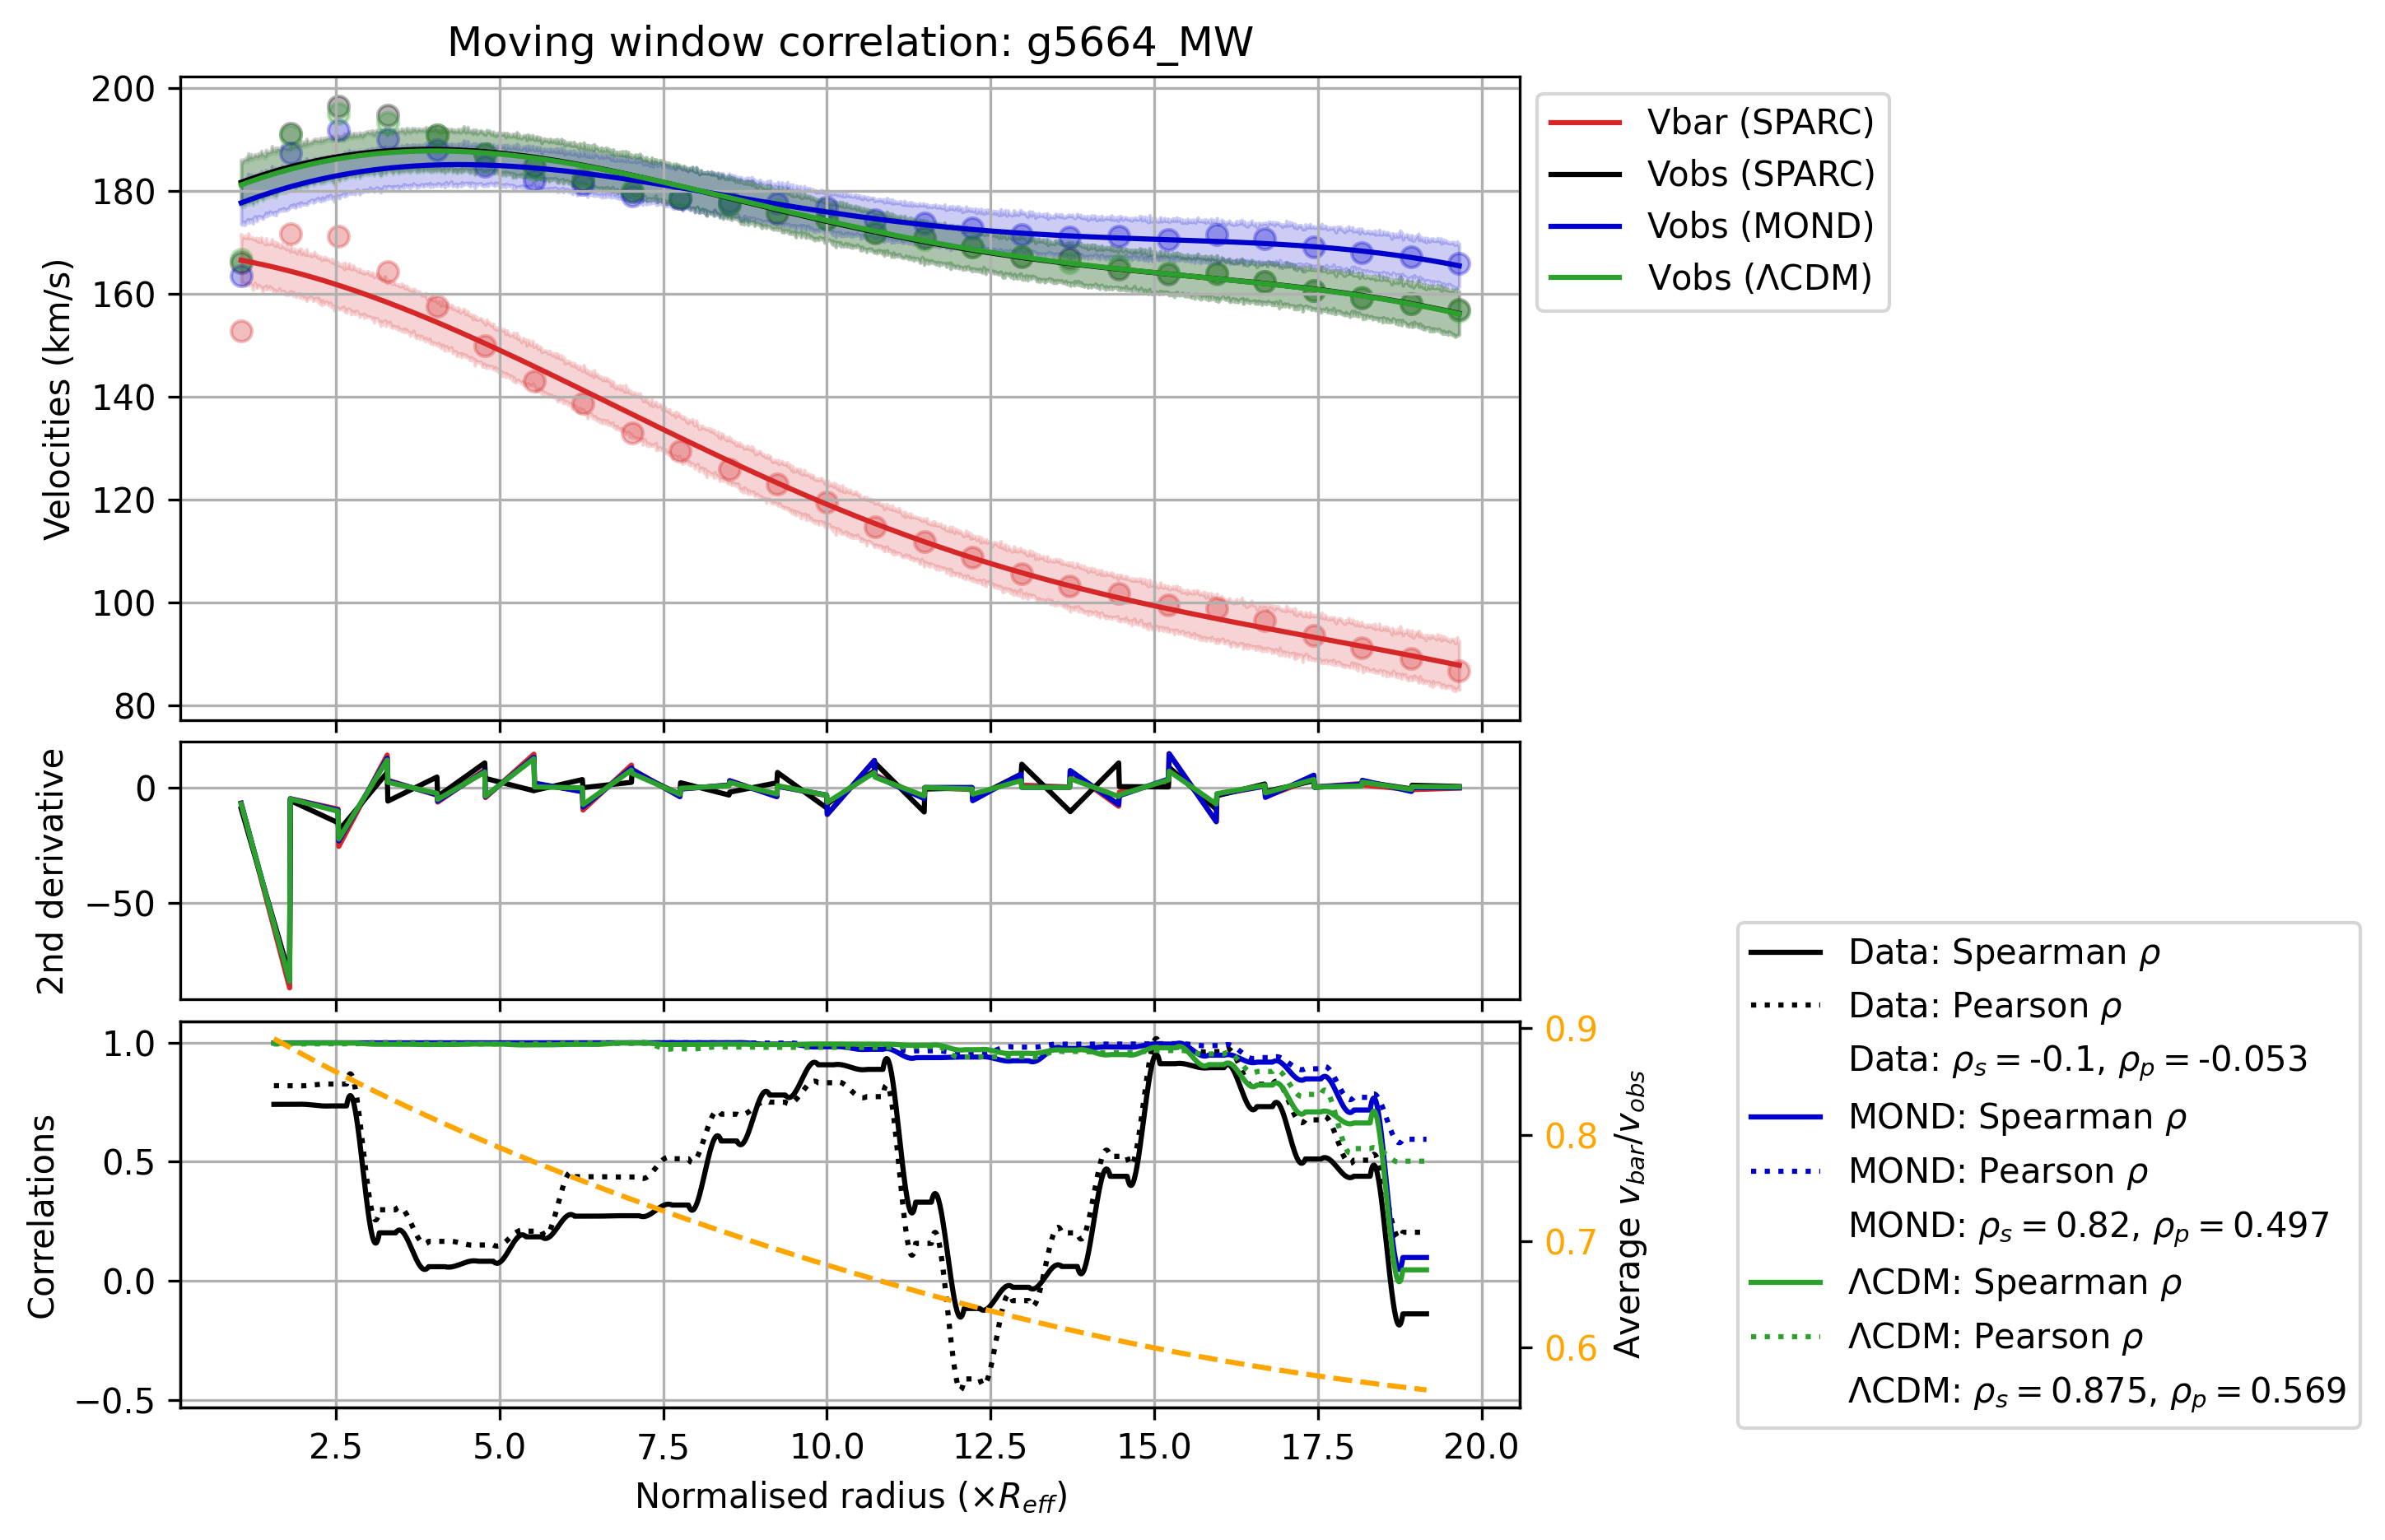 Moving window correlation: g5664_MW
200
180
160
140
120
100
80
Velocities (km/s)
Vbar (SPARC)
Vobs (SPARC)
Vobs (MOND)
Vobs (ΛCDM)
0
−50
2nd derivative
1.0
0.5
0.0
−0.5
Correlations
0.9
0.8
0.7
0.6
Average v_bar/v_obs
2.5 5.0 7.5 10.0 12.5 15.0 17.5 20.0
Normalised radius (×R_eff)
Data: Spearman ρ
Data: Pearson ρ
Data: ρ_s = -0.1, ρ_p = -0.053
MOND: Spearman ρ
MOND: Pearson ρ
MOND: ρ_s = 0.82, ρ_p = 0.497
ΛCDM: Spearman ρ
ΛCDM: Pearson ρ
ΛCDM: ρ_s = 0.875, ρ_p = 0.569